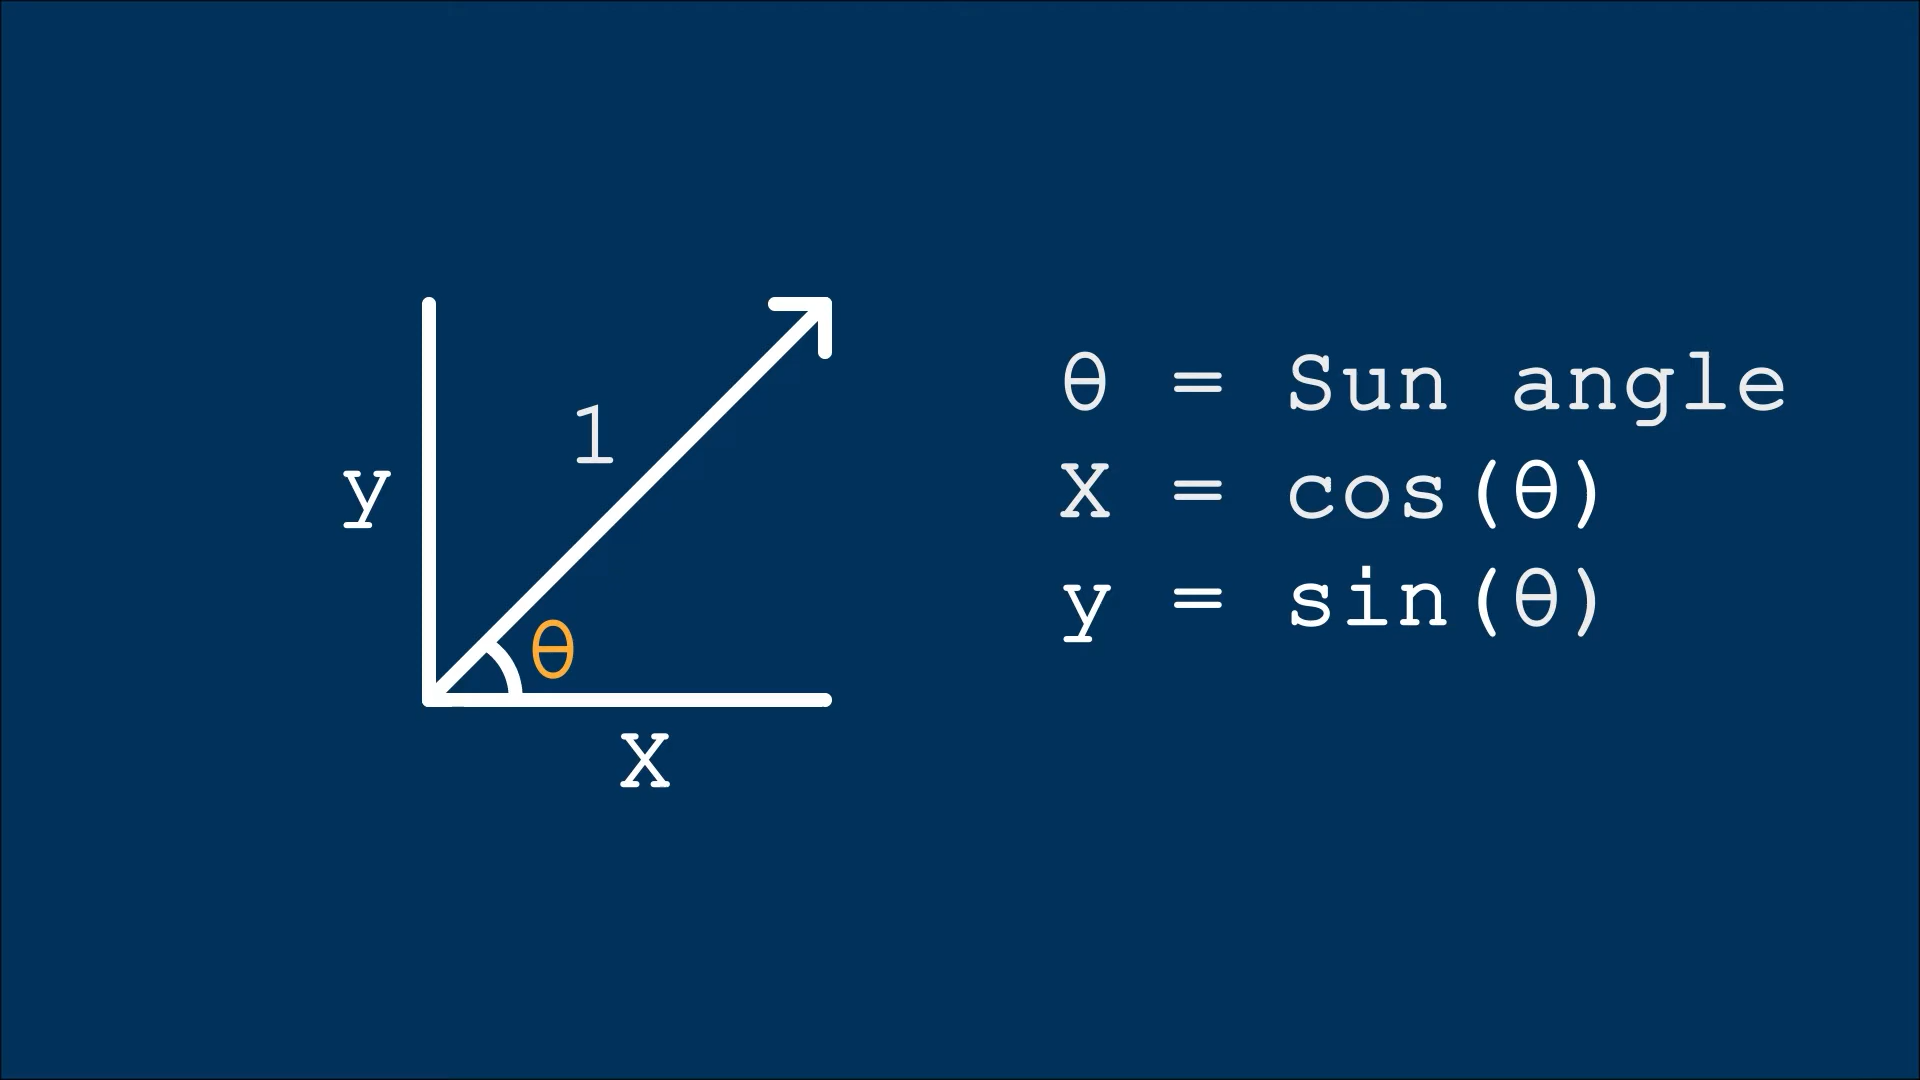 1
y
θ
x
θ = Sun angle
x = cos(θ)
y = sin(θ)